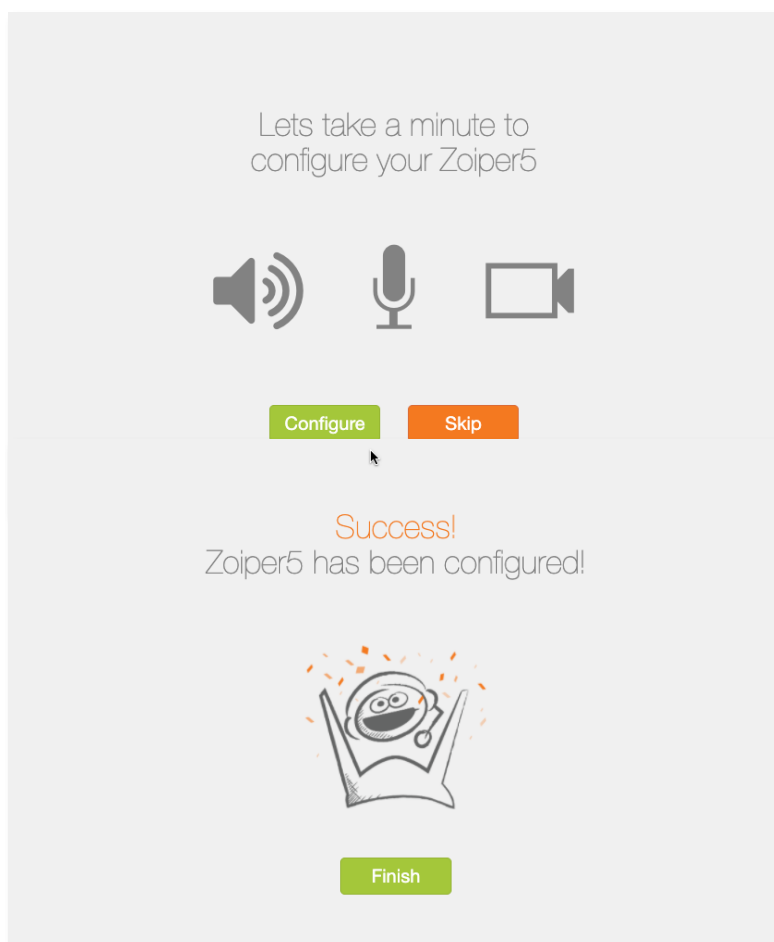 Lets take a minute to
configure your Zoiper5
Configure
Skip
Success!
Zoiper5 has been configured!
Finish